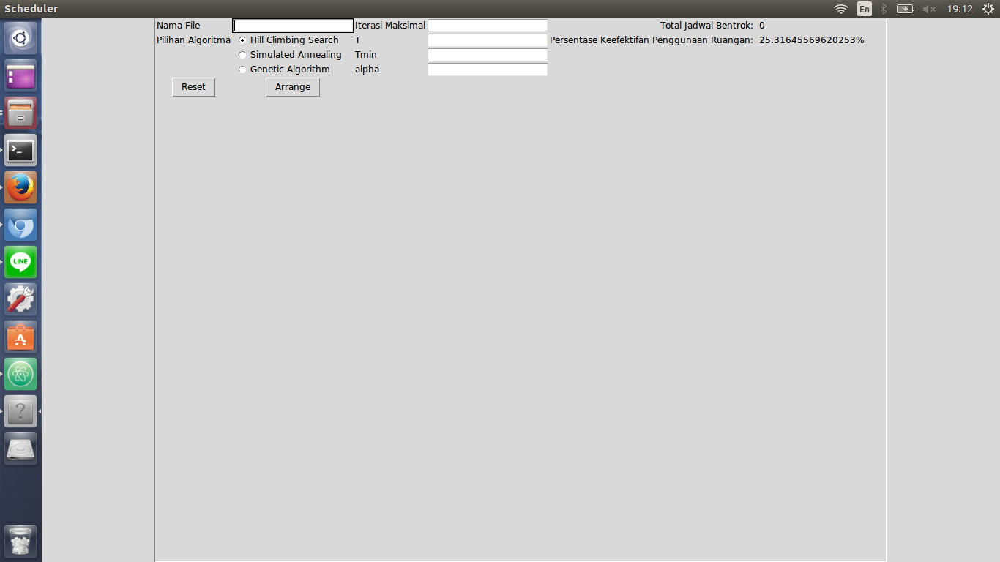 Scheduler En 19:12
Nama File Iterasi Maksimal Total Jadwal Bentrok: 0
Pilihan Algoritma Hill Climbing Search T Persentase Keefektifan Penggunaan Ruangan: 25.31645569620253%
Simulated Annealing Tmin
Genetic Algorithm alpha
Reset Arrange
LINE